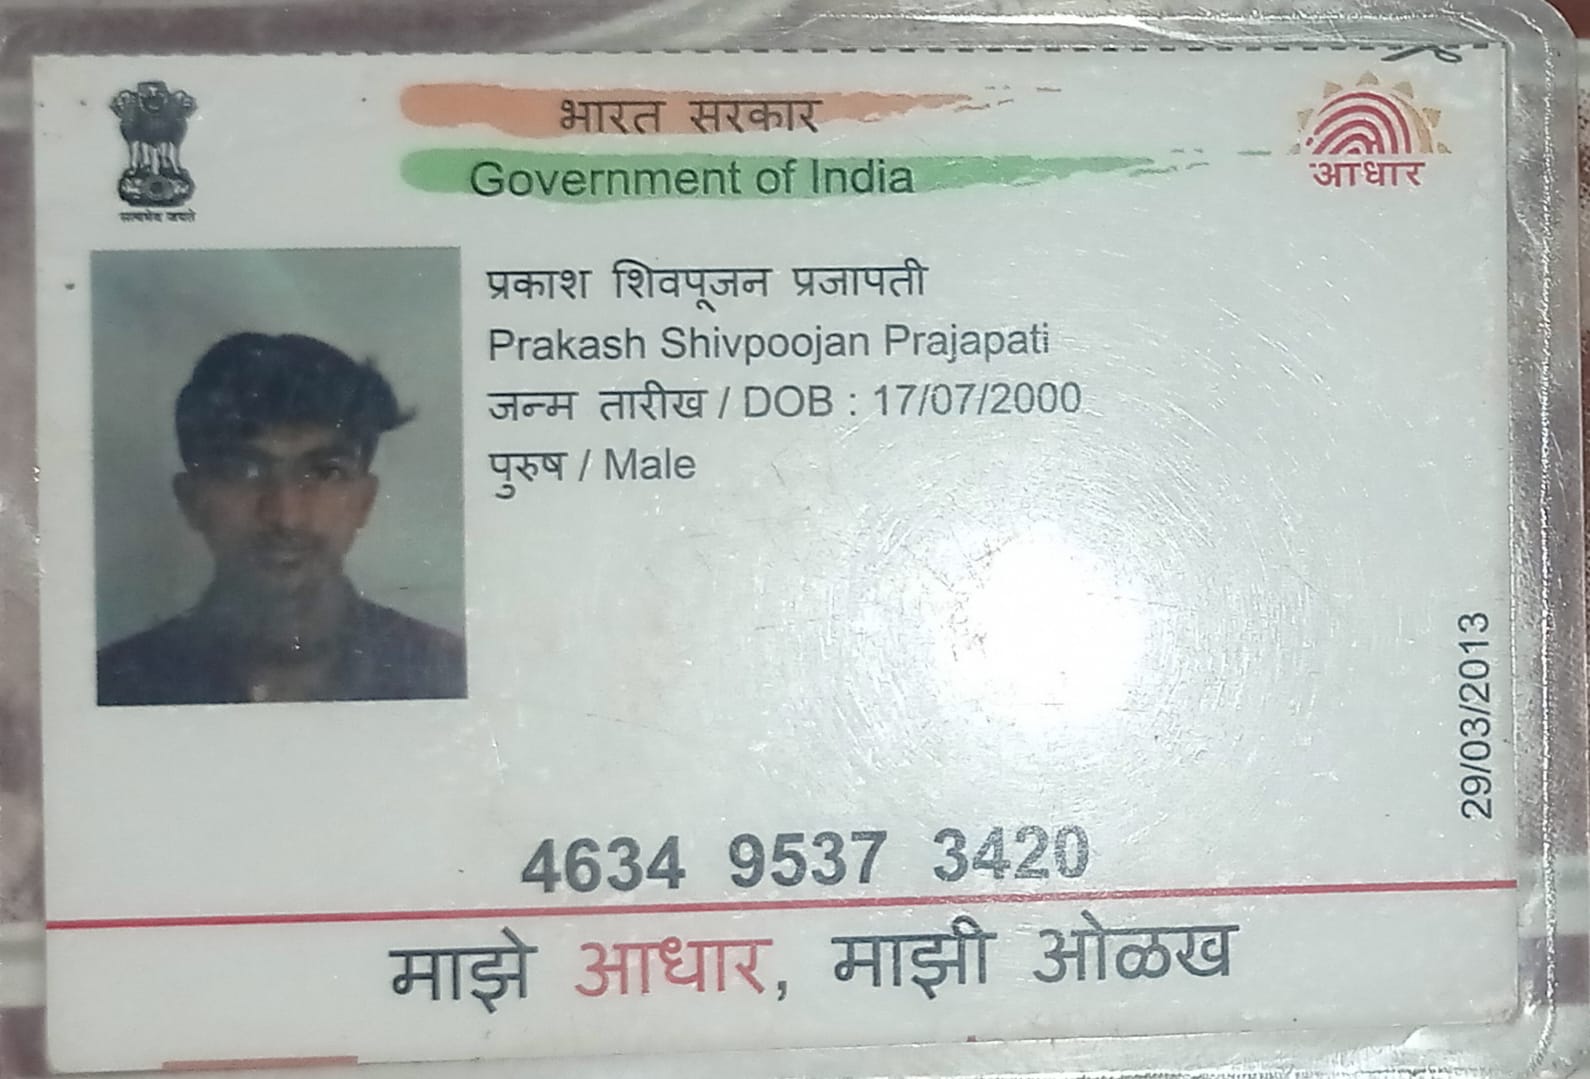 भारत सरकार
Government of India
आधार
सत्यमेव जयते
प्रकाश शिवपूजन प्रजापती
Prakash Shivpoojan Prajapati
जन्म तारीख / DOB : 17/07/2000
पुरुष / Male
29/03/2013
4634 9537 3420
माझे आधार, माझी ओळख